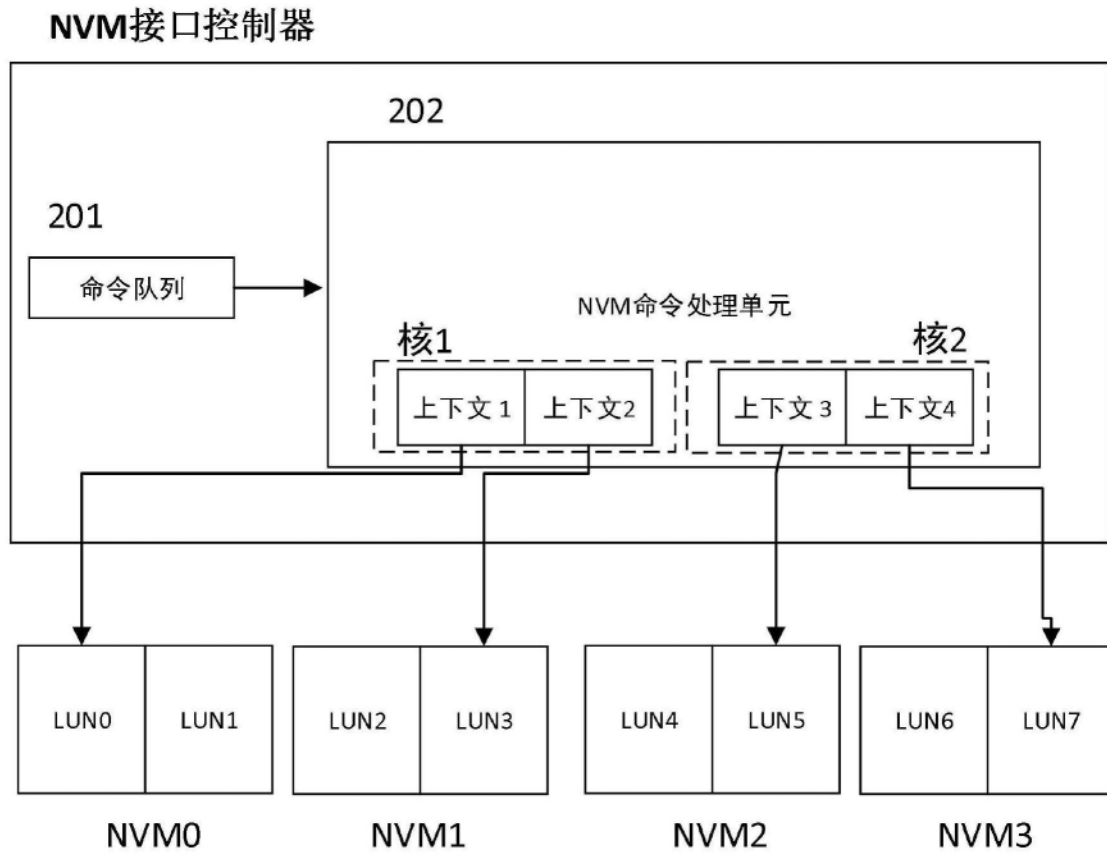 NVM接口控制器
202
201
命令队列
NVM命令处理单元
核1
核2
上下文1
上下文2
上下文3
上下文4
LUN0
LUN1
LUN2
LUN3
LUN4
LUN5
LUN6
LUN7
NVM0
NVM1
NVM2
NVM3